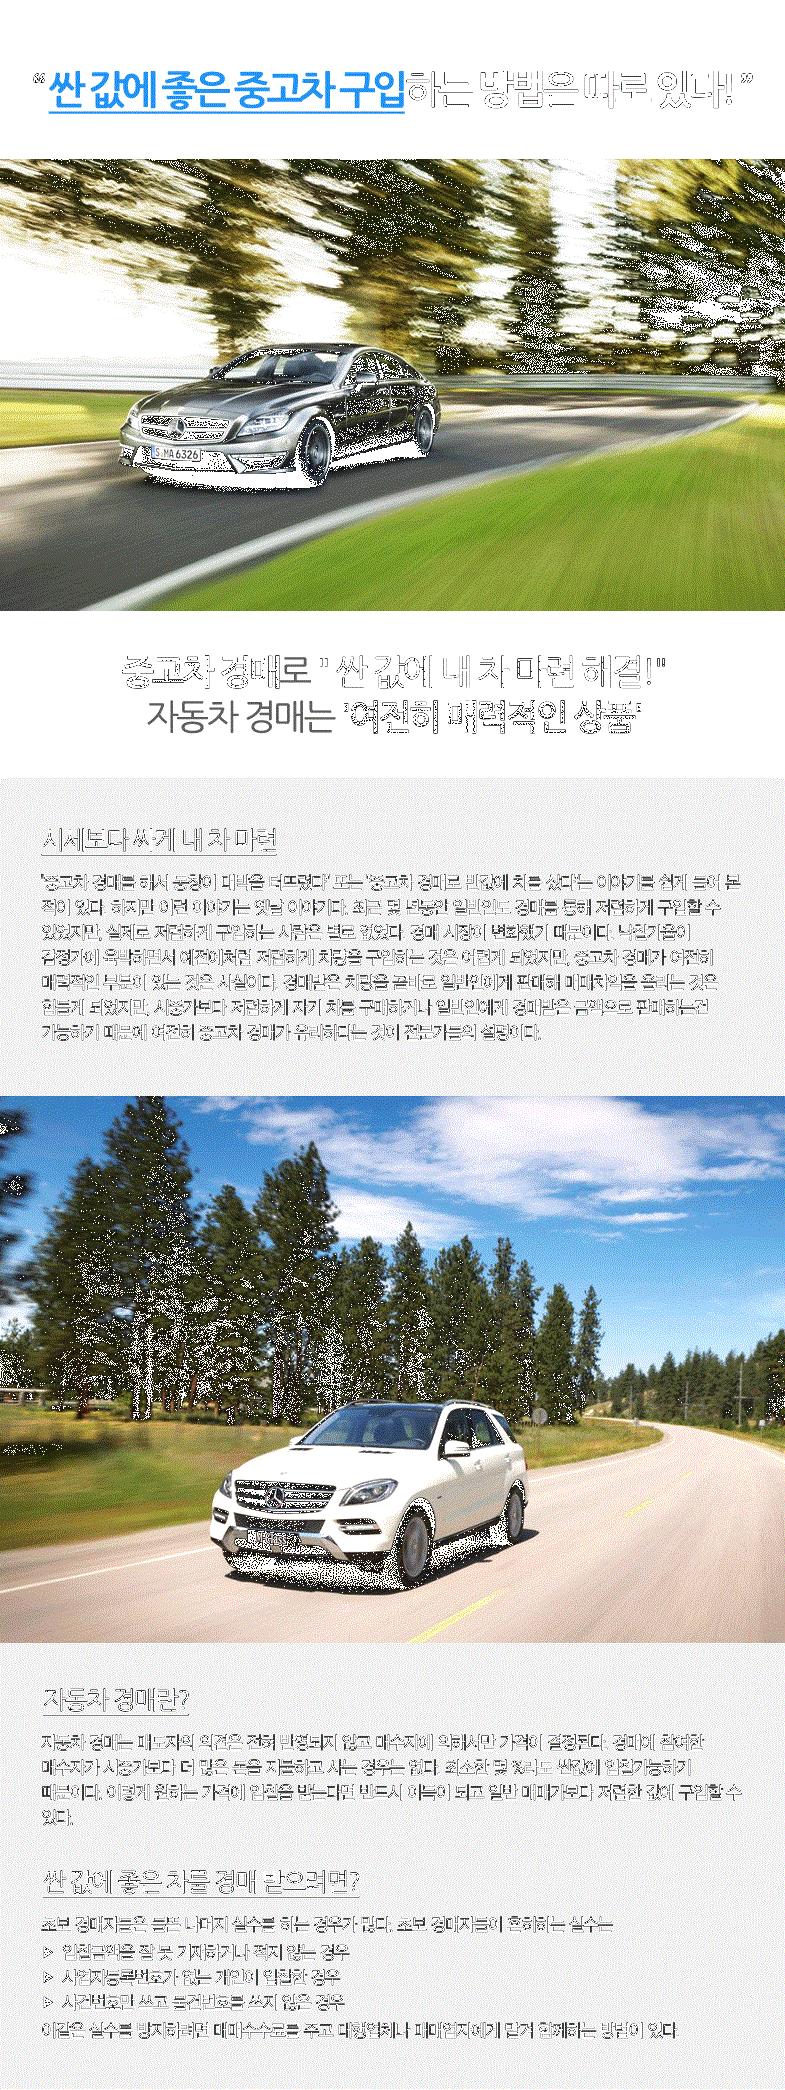 “싼 값에 좋은 중고차 구입하는 방법은 따로 있다!”
S:MA 6326
중고차 경매로 " 싼 값에 내 차 마련 해결!"
자동차 경매는 '여전히 매력적인 상품'
시세보다 싸게 내 차 마련
'중고차 경매를 해서 동창이 대박을 터뜨렸다' 또는 '중고차 경매로 반값에 차를 샀다'는 이야기를 쉽게 들어 본
적이 있다. 하지만 이런 이야기는 옛날 이야기다. 최근 몇 년동안 일반인도 경매를 통해 저렴하게 구입할 수
있었지만, 실제로 저렴하게 구입하는 사람은 별로 없었다. 경매 시장이 변화했기 때문이다. 낙찰가율이
감정가에 육박하면서 예전처럼 저렴하게 차량을 구입하는 것은 어렵게 되었지만, 중고차 경매가 여전히
매력적인 부분이 있는 것은 사실이다. 경매받은 차량을 곧바로 일반인에게 판매해 매매차익을 올리는 것은
힘들게 되었지만, 시중가보다 저렴하게 자기 차를 구매하거나 일반인에게 경매받은 금액으로 판매하는건
가능하기 때문에 여전히 중고차 경매가 유리하다는 것이 전문가들의 설명이다.
자동차 경매란?
자동차 경매는 매도자의 의견은 전혀 반영되지 않고 매수자에 의해서만 가격이 결정된다. 경매에 참여한
매수자가 시중가보다 더 많은 돈을 지불하고 사는 경우는 없다. 최소한 몇 %라도 싼값에 입찰가능하기
때문이다. 이렇게 원하는 가격에 입찰을 받는다면 반드시 이득이 되고 일반 매매가보다 저렴한 값에 구입할 수
있다.
싼 값에 좋은 차를 경매 받으려면?
초보 경매자들은 들뜬 나머지 실수를 하는 경우가 많다. 초보 경매자들이 흔히하는 실수는
▷ 입찰금액을 잘 못 기재하거나 적지 않는 경우
▷ 사업자등록번호가 없는 개인이 입찰한 경우
▷ 사건번호만 쓰고 물건번호를 쓰지 않은 경우
이같은 실수를 방지하려면 매매수수료를 주고 대행업체나 매매업자에게 맡겨 함께하는 방법이 있다.